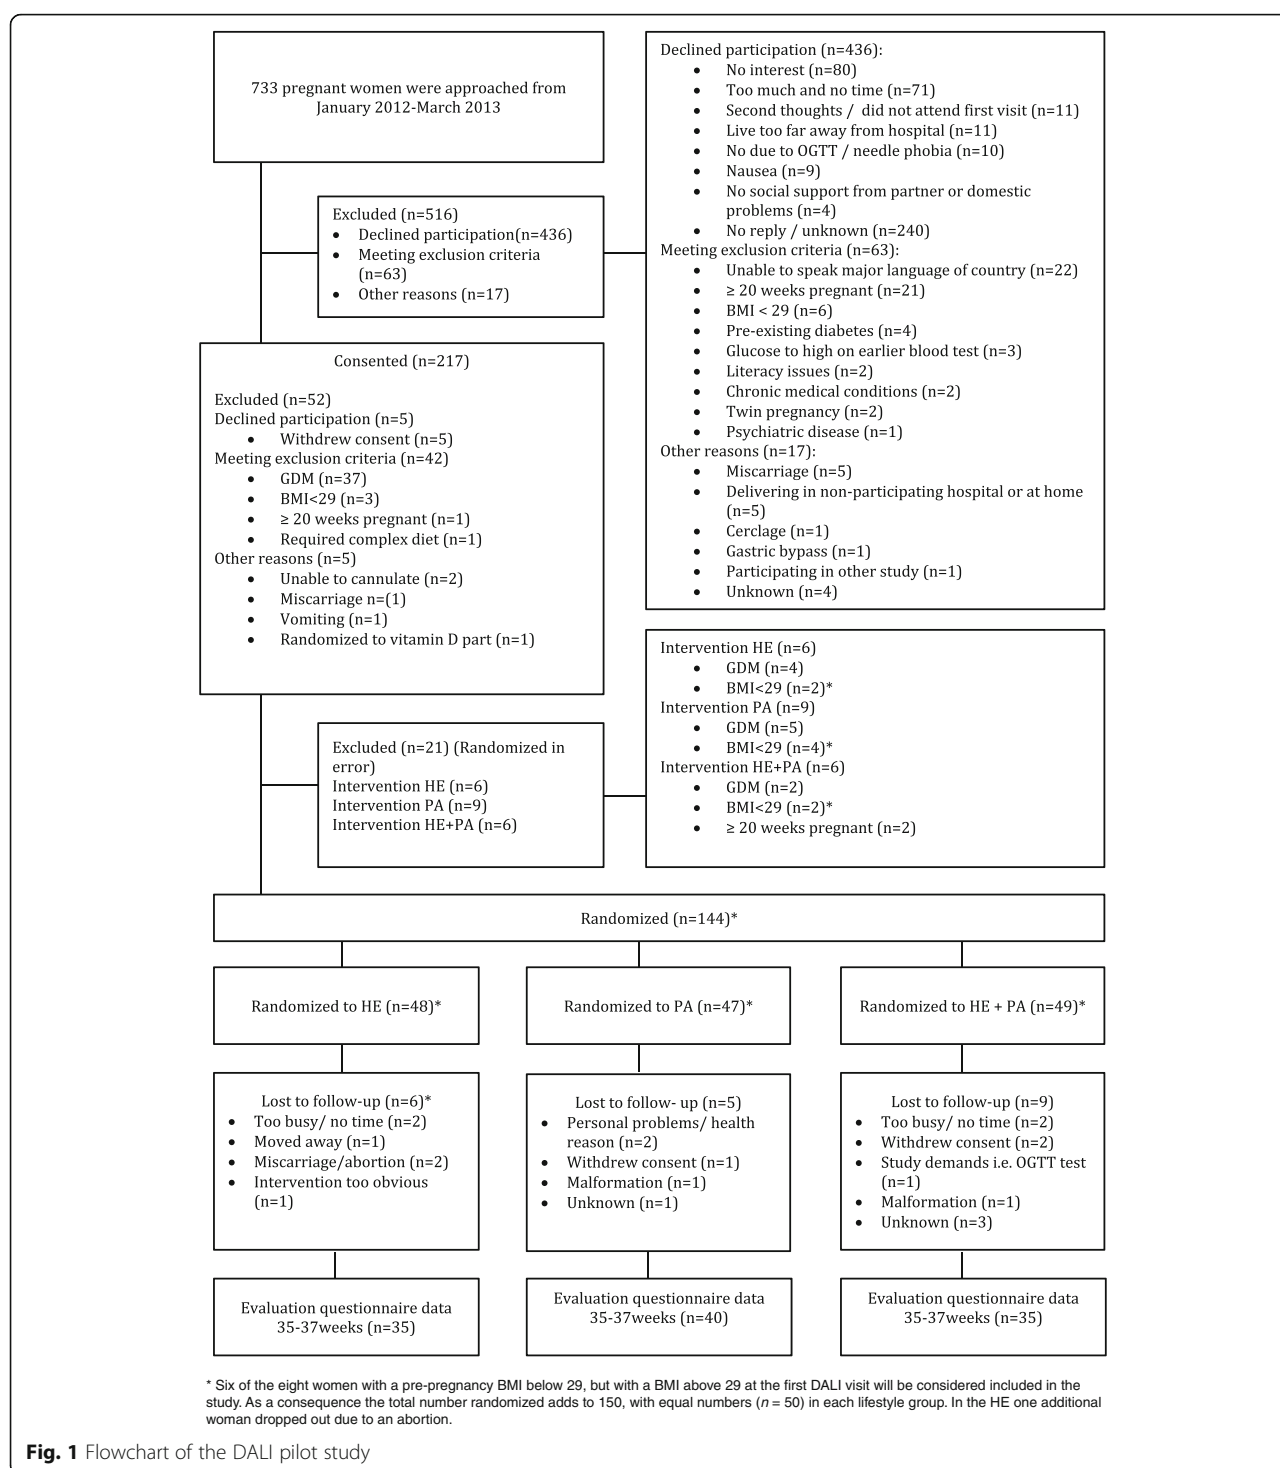 733 pregnant women were approached from
January 2012-March 2013
Declined participation (n=436):
• No interest (n=80)
• Too much and no time (n=71)
• Second thoughts / did not attend first visit (n=11)
• Live too far away from hospital (n=11)
• No due to OGTT / needle phobia (n=10)
• Nausea (n=9)
• No social support from partner or domestic
problems (n=4)
• No reply / unknown (n=240)
Meeting exclusion criteria (n=63):
• Unable to speak major language of country (n=22)
• ≥ 20 weeks pregnant (n=21)
• BMI < 29 (n=6)
• Pre-existing diabetes (n=4)
• Glucose to high on earlier blood test (n=3)
• Literacy issues (n=2)
• Chronic medical conditions (n=2)
• Twin pregnancy (n=2)
• Psychiatric disease (n=1)
Other reasons (n=17):
• Miscarriage (n=5)
• Delivering in non-participating hospital or at home
(n=5)
• Cerclage (n=1)
• Gastric bypass (n=1)
• Participating in other study (n=1)
• Unknown (n=4)
Excluded (n=516)
• Declined participation(n=436)
• Meeting exclusion criteria
(n=63)
• Other reasons (n=17)
Consented (n=217)
Excluded (n=52)
Declined participation (n=5)
• Withdrew consent (n=5)
Meeting exclusion criteria (n=42)
• GDM (n=37)
• BMI<29 (n=3)
• ≥ 20 weeks pregnant (n=1)
• Required complex diet (n=1)
Other reasons (n=5)
• Unable to cannulate (n=2)
• Miscarriage n=(1)
• Vomiting (n=1)
• Randomized to vitamin D part (n=1)
Excluded (n=21) (Randomized in
error)
Intervention HE (n=6)
Intervention PA (n=9)
Intervention HE+PA (n=6)
Intervention HE (n=6)
• GDM (n=4)
• BMI<29 (n=2)*
Intervention PA (n=9)
• GDM (n=5)
• BMI<29 (n=4)*
Intervention HE+PA (n=6)
• GDM (n=2)
• BMI<29 (n=2)*
• ≥ 20 weeks pregnant (n=2)
Randomized (n=144)*
Randomized to HE (n=48)*
Randomized to PA (n=47)*
Randomized to HE + PA (n=49)*
Lost to follow-up (n=6)*
• Too busy/ no time (n=2)
• Moved away (n=1)
• Miscarriage/abortion (n=2)
• Intervention too obvious
(n=1)
Lost to follow- up (n=5)
• Personal problems/ health
reason (n=2)
• Withdrew consent (n=1)
• Malformation (n=1)
• Unknown (n=1)
Lost to follow-up (n=9)
• Too busy/ no time (n=2)
• Withdrew consent (n=2)
• Study demands i.e. OGTT test
(n=1)
• Malformation (n=1)
• Unknown (n=3)
Evaluation questionnaire data
35-37weeks (n=35)
Evaluation questionnaire data
35-37weeks (n=40)
Evaluation questionnaire data
35-37weeks (n=35)
* Six of the eight women with a pre-pregnancy BMI below 29, but with a BMI above 29 at the first DALI visit will be considered included in the
study. As a consequence the total number randomized adds to 150, with equal numbers (n = 50) in each lifestyle group. In the HE one additional
woman dropped out due to an abortion.
Fig. 1 Flowchart of the DALI pilot study